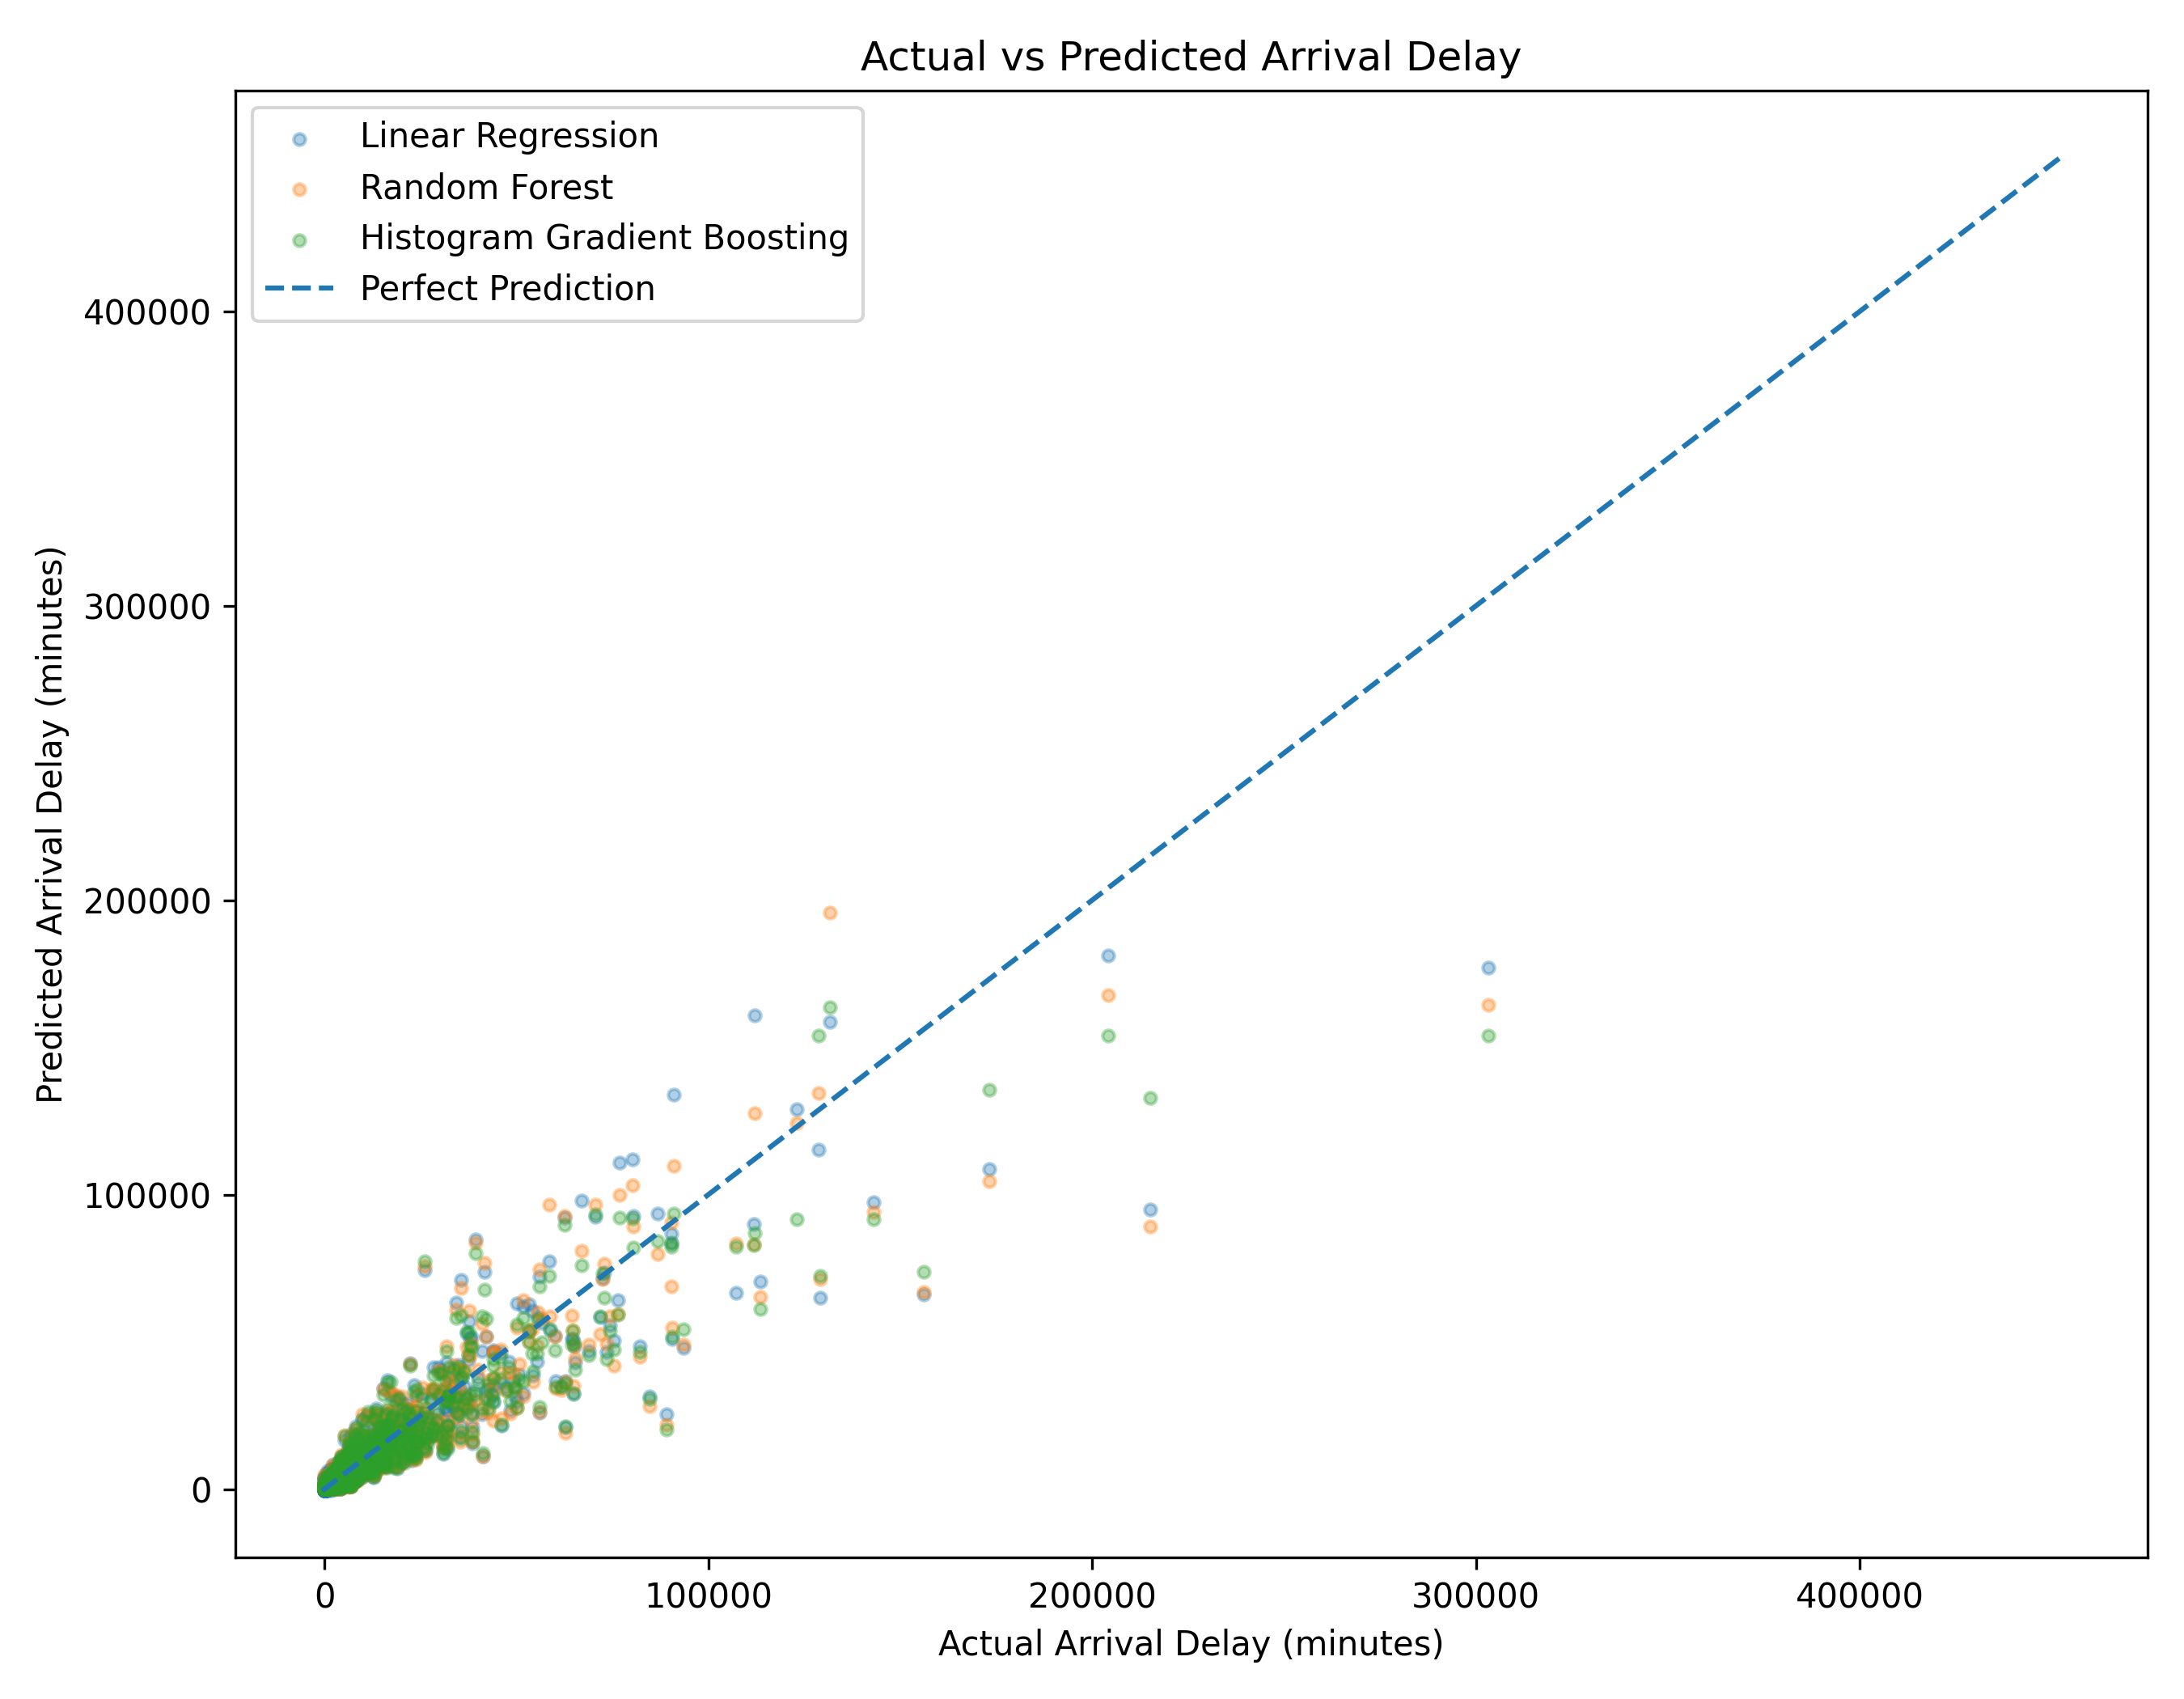 Actual vs Predicted Arrival Delay
Linear Regression
Random Forest
Histogram Gradient Boosting
Perfect Prediction
Predicted Arrival Delay (minutes)
400000
300000
200000
100000
0
0 100000 200000 300000 400000
Actual Arrival Delay (minutes)